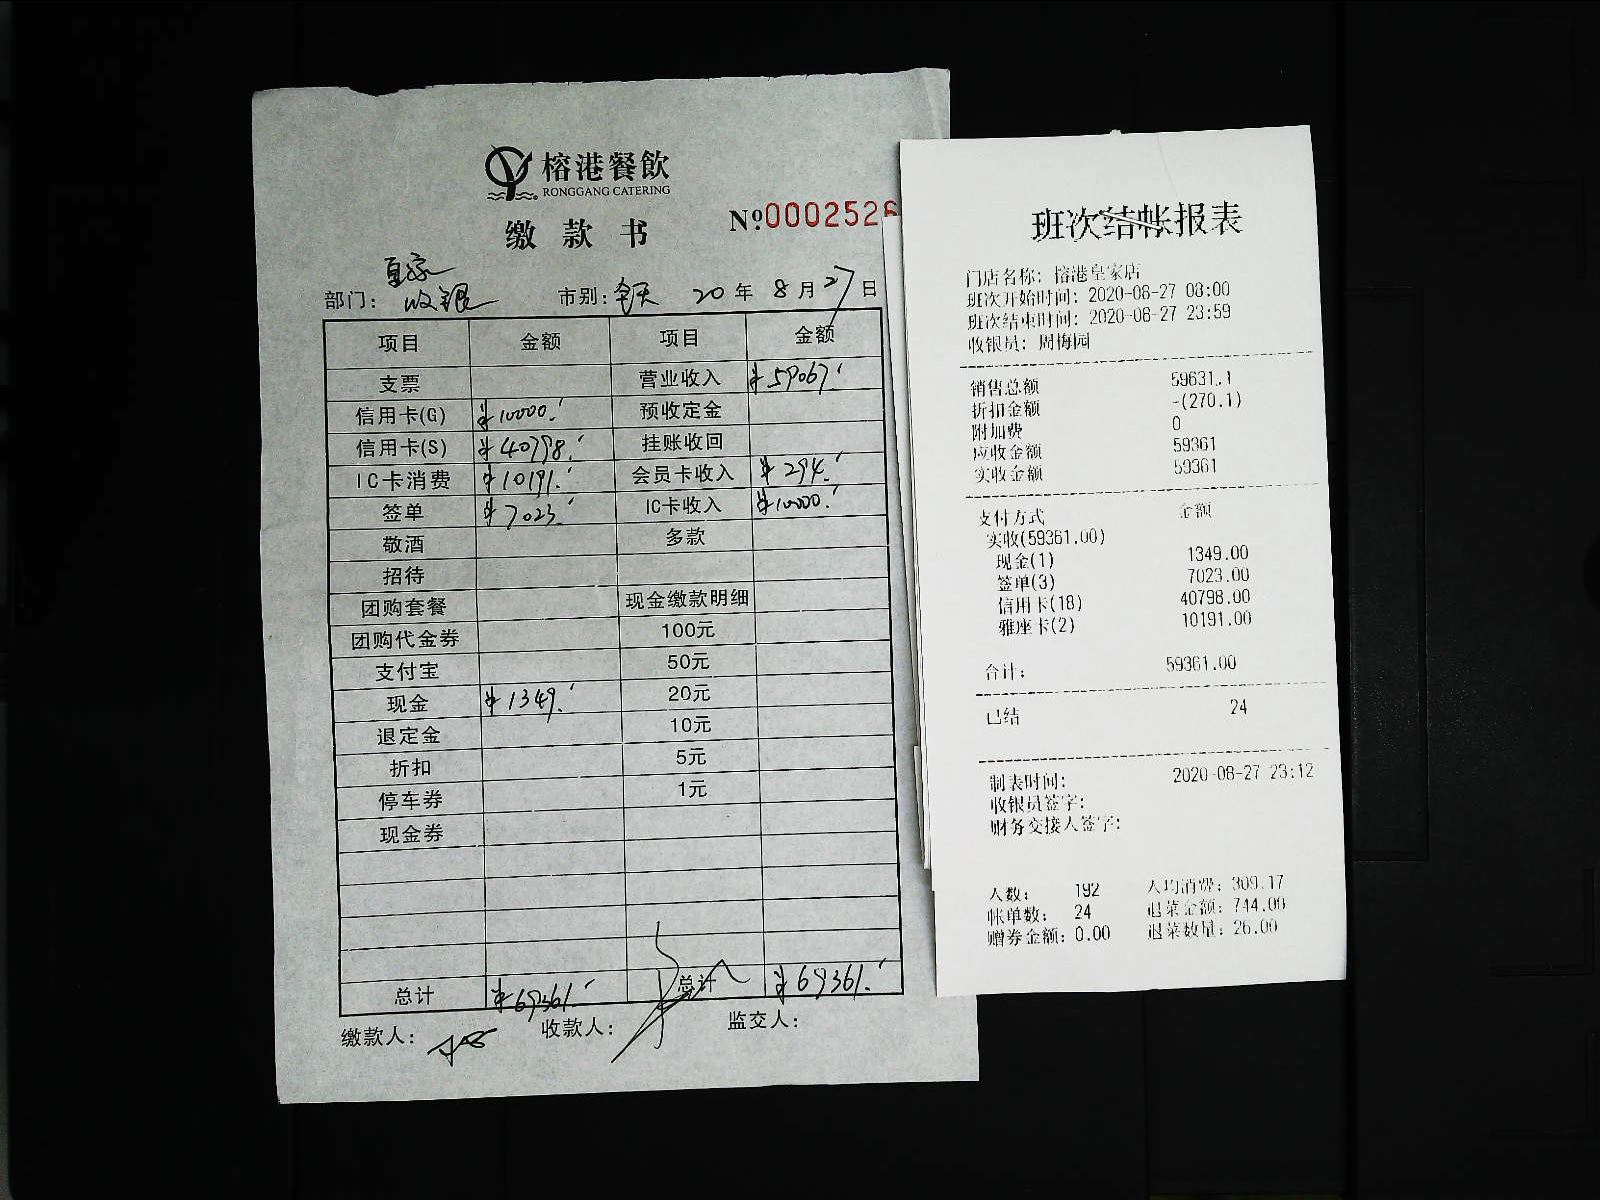 榕港餐飲
RONGGANG CATERING
缴款书
№0002526
部门: 皇家收银 市别: 全天 20年8月27日
项目 金额 项目 金额
支票 营业收入 ¥59067.
信用卡(G) ¥10000. 预收定金
信用卡(S) ¥40798. 挂账收回
IC卡消费 ¥10191. 会员卡收入 ¥294.
签单 ¥7023. IC卡收入 ¥10000.
敬酒 多款
招待
团购套餐 现金缴款明细
团购代金券 100元
支付宝 50元
现金 ¥1349. 20元
退定金 10元
折扣 5元
停车券 1元
现金券
总计 ¥69361. 总计 ¥69361.
缴款人: 收款人: 监交人:
班次结帐报表
门店名称: 榕港皇家店
班次开始时间: 2020-08-27 08:00
班次结束时间: 2020-08-27 23:59
收银员: 周梅园
销售总额 59631.1
折扣金额 -(270.1)
附加费 0
应收金额 59361
实收金额 59361
支付方式 金额
实收(59361.00)
现金(1) 1349.00
签单(3) 7023.00
信用卡(18) 40798.00
雅座卡(2) 10191.00
合计: 59361.00
已结 24
制表时间: 2020-08-27 23:12
收银员签字:
财务交接人签字:
人数: 192 人均消费: 309.17
帐单数: 24 退菜金额: 744.00
赠券金额: 0.00 退菜数量: 26.00